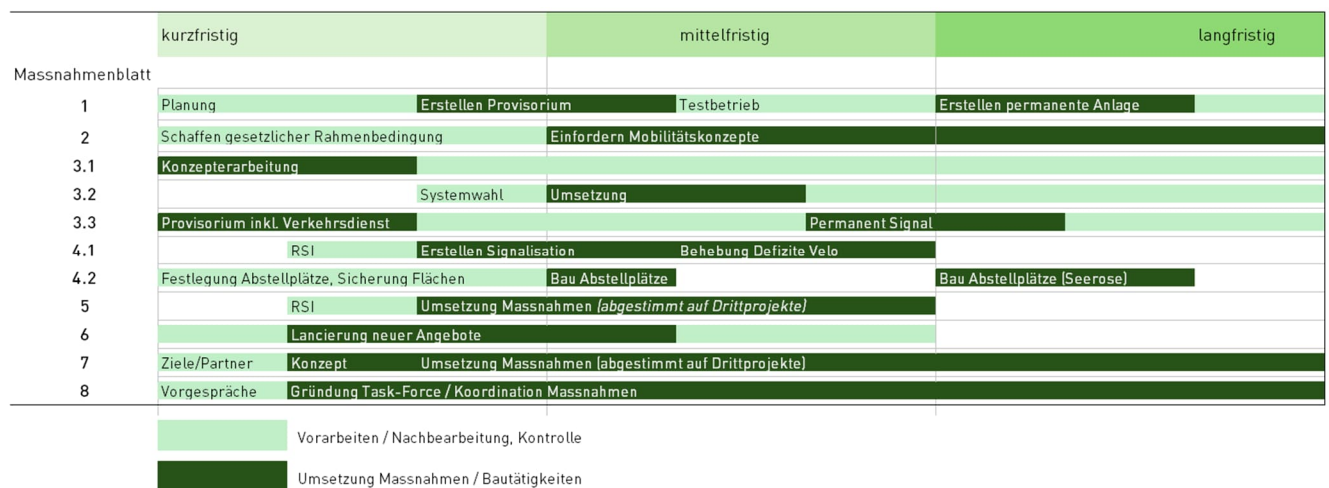 kurzfristig mittelfristig langfristig
Massnahmenblatt
1 Planung Erstellen Provisorium Testbetrieb Erstellen permanente Anlage
2 Schaffen gesetzlicher Rahmenbedingung Einfordern Mobilitätskonzepte
3.1 Konzepterarbeitung
3.2 Systemwahl Umsetzung
3.3 Provisorium inkl. Verkehrsdienst Permanent Signal
4.1 RSI Erstellen Signalisation Behebung Defizite Velo
4.2 Festlegung Abstellplätze, Sicherung Flächen Bau Abstellplätze Bau Abstellplätze (Seerose)
5 RSI Umsetzung Massnahmen (abgestimmt auf Drittprojekte)
6 Lancierung neuer Angebote
7 Ziele/Partner Konzept Umsetzung Massnahmen (abgestimmt auf Drittprojekte)
8 Vorgespräche Gründung Task-Force / Koordination Massnahmen
Vorarbeiten / Nachbearbeitung, Kontrolle
Umsetzung Massnahmen / Bautätigkeiten